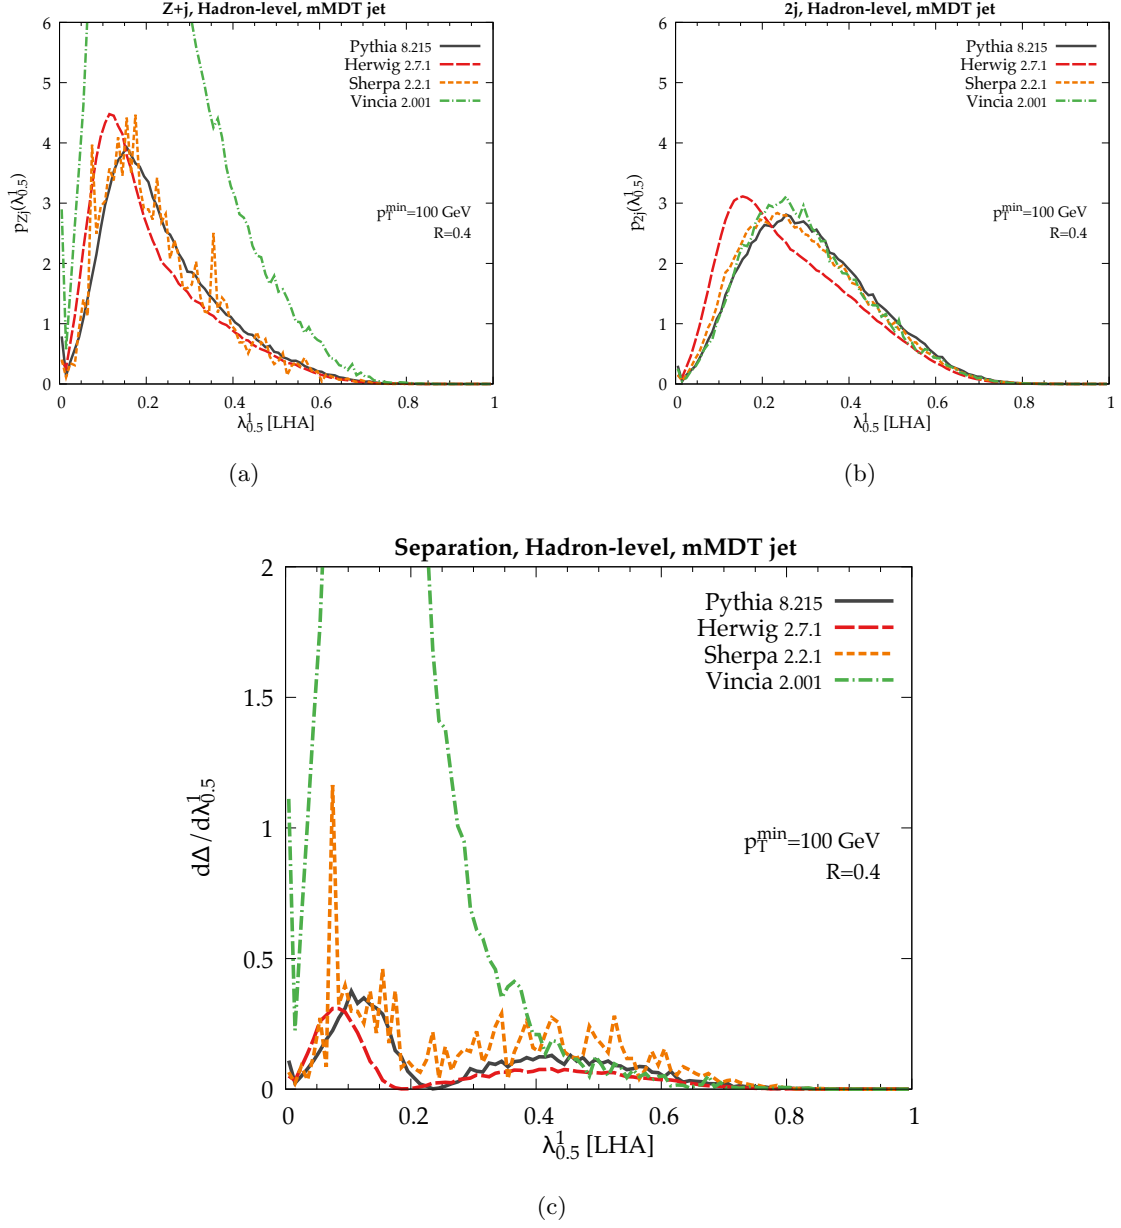 Z+j, Hadron-level, mMDT jet
6
5
4
3
2
1
0
p_Zj(λ^1_0.5)
Pythia 8.215
Herwig 2.7.1
Sherpa 2.2.1
Vincia 2.001
p_T^min=100 GeV
R=0.4
0 0.2 0.4 0.6 0.8 1
λ^1_0.5 [LHA]
(a)
2j, Hadron-level, mMDT jet
6
5
4
3
2
1
0
p_2j(λ^1_0.5)
Pythia 8.215
Herwig 2.7.1
Sherpa 2.2.1
Vincia 2.001
p_T^min=100 GeV
R=0.4
0 0.2 0.4 0.6 0.8 1
λ^1_0.5 [LHA]
(b)
Separation, Hadron-level, mMDT jet
2
1.5
1
0.5
0
dΔ/dλ^1_0.5
Pythia 8.215
Herwig 2.7.1
Sherpa 2.2.1
Vincia 2.001
p_T^min=100 GeV
R=0.4
0 0.2 0.4 0.6 0.8 1
λ^1_0.5 [LHA]
(c)